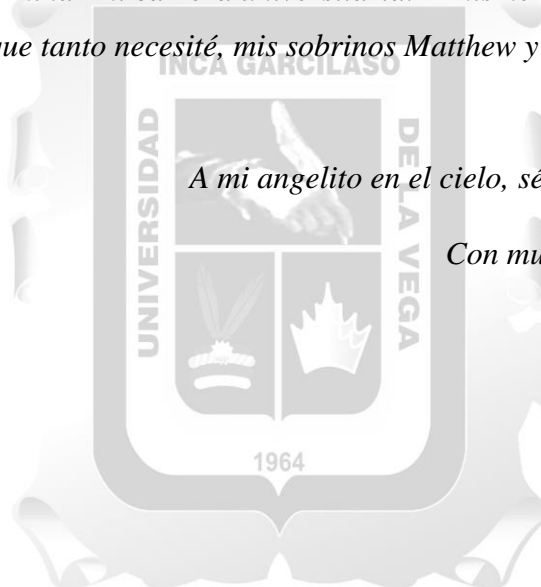 que tanto necesité, mis sobrinos Matthew y
INCA GARCILASO
UNIVERSIDAD
DE LA VEGA
A mi angelito en el cielo, sé
Con
1964